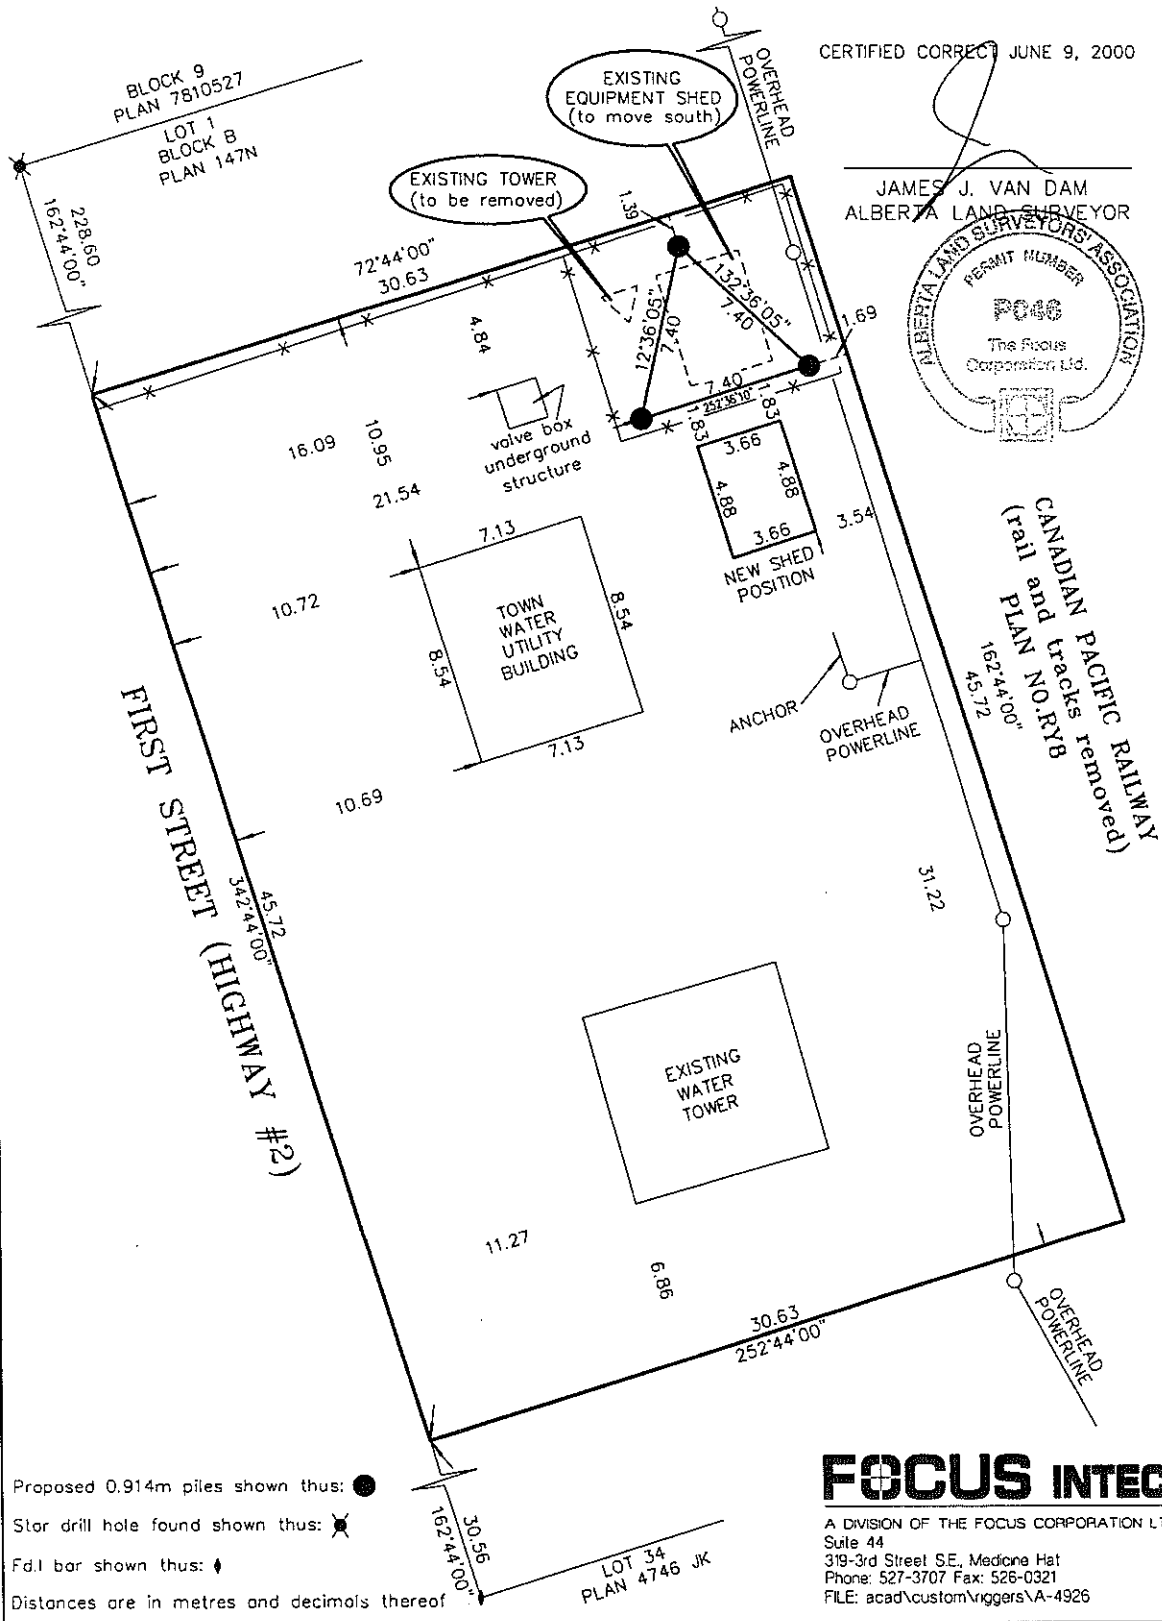 BLOCK 9
PLAN 7810527
LOT 1
BLOCK B
PLAN 147N
228.60
162°44'00"
EXISTING
EQUIPMENT SHED
(to move south)
OVERHEAD
POWERLINE
CERTIFIED CORRECT JUNE 9, 2000
JAMES J. VAN DAM
ALBERTA LAND SURVEYOR
ALBERTA LAND SURVEYORS' ASSOCIATION
PERMIT NUMBER
P046
The Focus
Corporation Ltd.
EXISTING TOWER
(to be removed)
72°44'00"
30.63
1.39
132°36'05"
7.40
12°36'05"
7.40
1.69
7.40
252°36'10"
1.83
1.83
4.84
valve box
underground
structure
16.09
10.95
21.54
3.66
4.88
4.88
3.66
3.54
NEW SHED
POSITION
7.13
10.72
TOWN
WATER
UTILITY
BUILDING
8.54
8.54
7.13
ANCHOR
OVERHEAD
POWERLINE
CANADIAN PACIFIC RAILWAY
(rail and tracks removed)
PLAN NO.RY8
162°44'00"
45.72
10.69
FIRST STREET (HIGHWAY #2)
45.72
342°44'00"
31.22
EXISTING
WATER
TOWER
OVERHEAD
POWERLINE
11.27
6.86
30.63
252°44'00"
OVERHEAD
POWERLINE
30.56
162°44'00"
LOT 34
PLAN 4746 JK
Proposed 0.914m piles shown thus:
Star drill hole found shown thus:
Fd.I bar shown thus:
Distances are in metres and decimals thereof
FOCUS INTEC
A DIVISION OF THE FOCUS CORPORATION LT
Suite 44
319-3rd Street S.E., Medicine Hat
Phone: 527-3707 Fax: 526-0321
FILE: acad\custom\riggers\A-4926